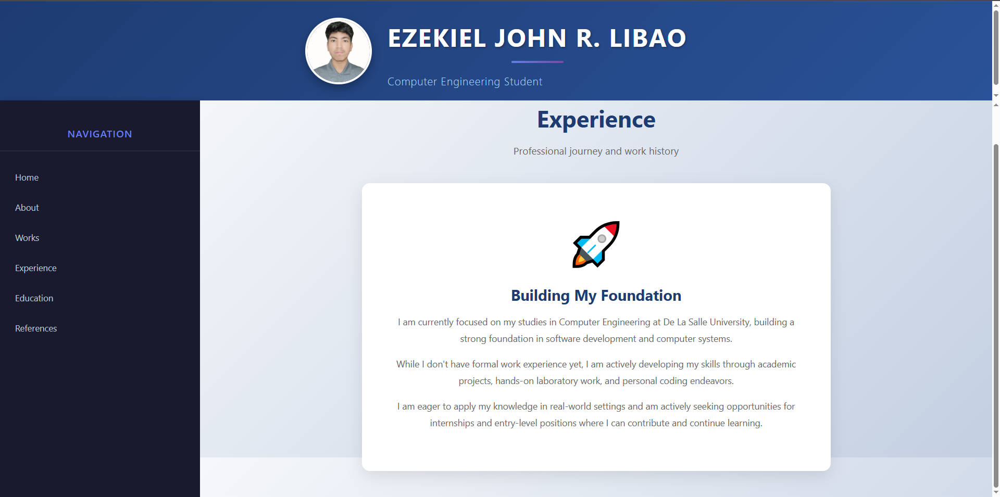 EZEKIEL JOHN R. LIBAO
Computer Engineering Student
NAVIGATION
Home
About
Works
Experience
Education
References
Experience
Professional journey and work history
Building My Foundation
I am currently focused on my studies in Computer Engineering at De La Salle University, building a
strong foundation in software development and computer systems.
While I don't have formal work experience yet, I am actively developing my skills through academic
projects, hands-on laboratory work, and personal coding endeavors.
I am eager to apply my knowledge in real-world settings and am actively seeking opportunities for
internships and entry-level positions where I can contribute and continue learning.